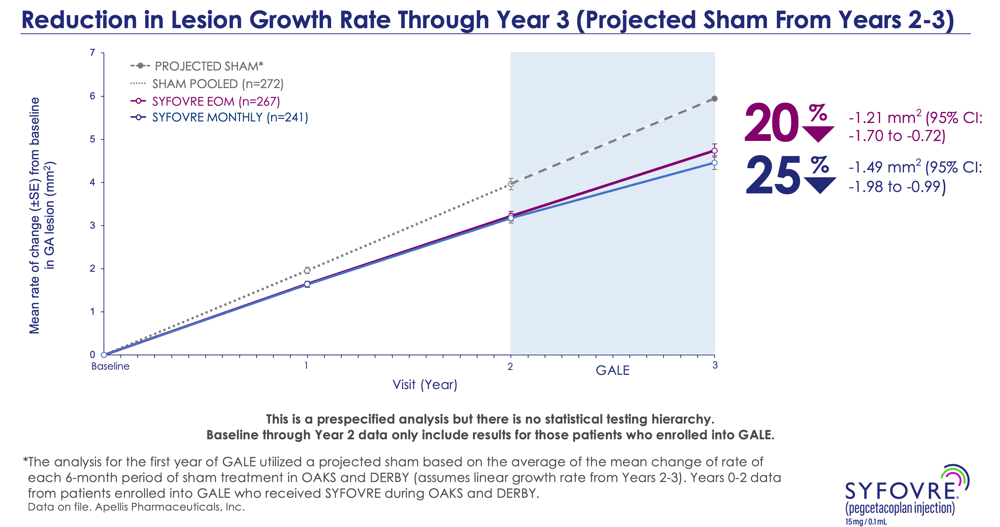 Reduction in Lesion Growth Rate Through Year 3 (Projected Sham From Years 2-3)
Mean rate of change (±SE) from baseline
in GA lesion (mm²)
7
6
5
4
3
2
1
0
PROJECTED SHAM*
SHAM POOLED (n=272)
SYFOVRE EOM (n=267)
SYFOVRE MONTHLY (n=241)
Baseline
1
2
GALE
3
Visit (Year)
20%
-1.21 mm² (95% CI:
-1.70 to -0.72)
25%
-1.49 mm² (95% CI:
-1.98 to -0.99)
This is a prespecified analysis but there is no statistical testing hierarchy.
Baseline through Year 2 data only include results for those patients who enrolled into GALE.
*The analysis for the first year of GALE utilized a projected sham based on the average of the mean change of rate of
each 6-month period of sham treatment in OAKS and DERBY (assumes linear growth rate from Years 2-3). Years 0-2 data
from patients enrolled into GALE who received SYFOVRE during OAKS and DERBY.
Data on file. Apellis Pharmaceuticals, Inc.
SYFOVRE®
(pegcetacoplan injection)
15 mg / 0.1 mL